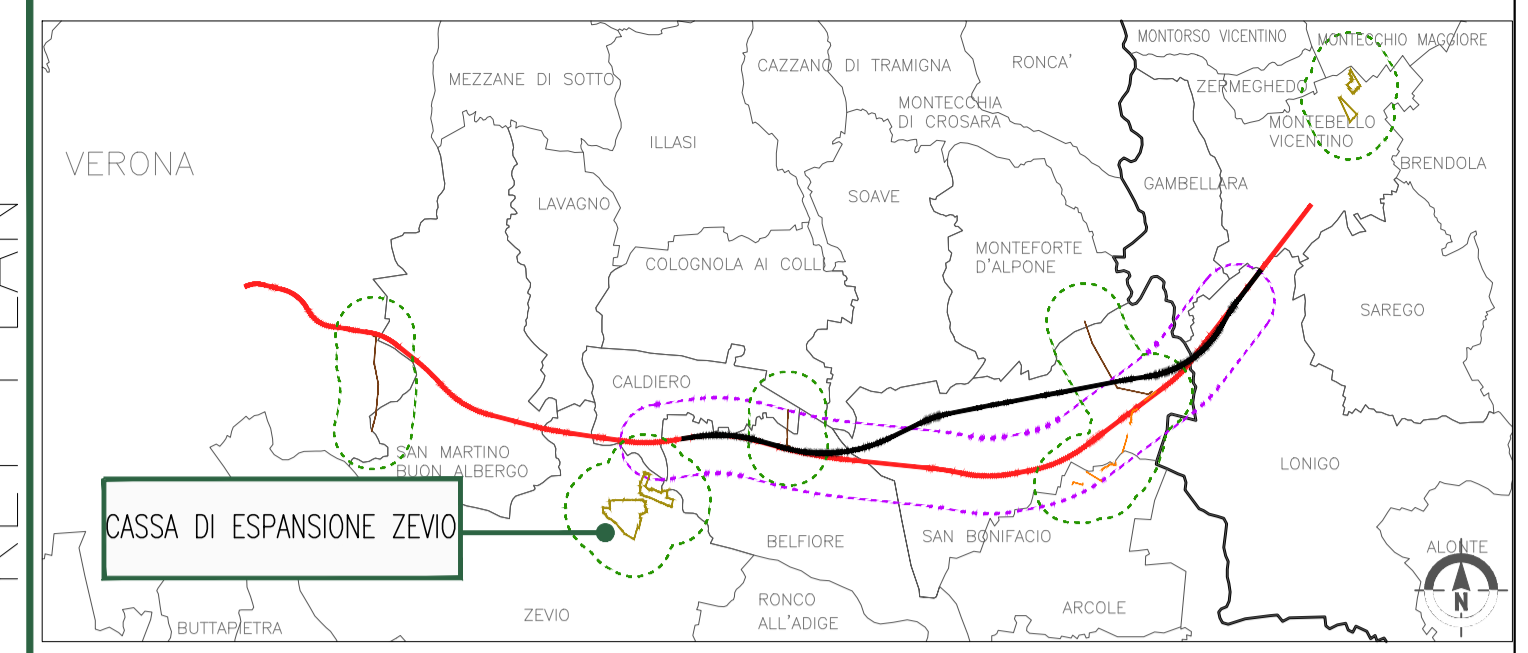 MONTORSO VICENTINO
MONTECCHIO MAGGIORE
MEZZANE DI SOTTO
CAZZANO DI TRAMIGNA
RONCA'
ZERMEGHEDO
MONTECCHIA
DI CROSARA
MONTEBELLO
VICENTINO
ILLASI
VERONA
BRENDOLA
GAMBELLARA
LAVAGNO
SOAVE
MONTEFORTE
D'ALPONE
COLOGNOLA AI COLLI
SAREGO
CALDIERO
SAN MARTINO
BUON ALBERGO
LONIGO
CASSA DI ESPANSIONE ZEVIO
BELFIORE
SAN BONIFACIO
ALONTE
ZEVIO
RONCO
ALL'ADIGE
ARCOLE
N
BUTTAPIETRA